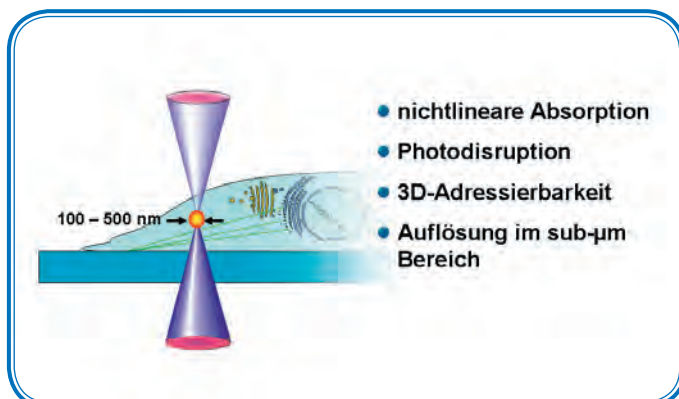 100 – 500 nm
● nichtlineare Absorption
● Photodisruption
● 3D-Adressierbarkeit
● Auflösung im sub-µm
Bereich